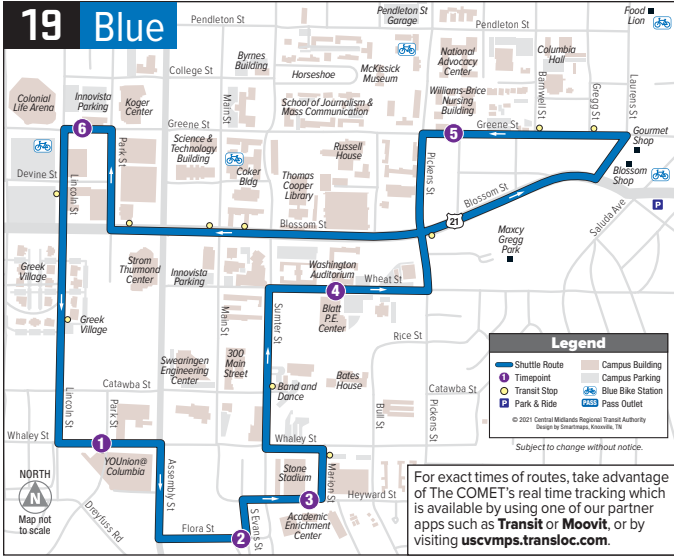 19 Blue
Pendleton St
Pendleton St
Garage
Pendleton St
Food
Lion
Byrnes
Building
College St
Horseshoe
McKissick
Museum
National
Advocacy
Center
Columbia
Hall
Colonial
Life Arena
Innovista
Parking
Koger
Center
Main St
School of Journalism &
Mass Communication
Williams-Brice
Nursing
Building
Barnwell St
Gregg St
Laurens St
6
Greene St
5
Greene St
Gourmet
Shop
Park St
Science &
Technology
Building
Coker
Bldg
Russell
House
Thomas
Cooper
Library
Pickens St
Blossom
Shop
Devine St
Lincoln St
Blossom St
Blossom St
21
Saluda Ave
P
Maxcy
Gregg
Park
Greek
Village
Strom
Thurmond
Center
Innovista
Parking
Washington
Auditorium
Wheat St
4
Blatt
P.E.
Center
Greek
Village
Main St
Sumter St
Rice St
Swearingen
Engineering
Center
300
Main
Street
Bates
House
Catawba St
Band and
Dance
Catawba St
Lincoln St
Park St
Bull St
Pickens St
Whaley St
1
Whaley St
YOUnion@
Columbia
Assembly St
Stone
Stadium
Marion St
3
Heyward St
Academic
Enrichment
Center
Flora St
2
S Evans St
Dreyfuss Rd
NORTH
N
Map not
to scale
Legend
Shuttle Route
1 Timepoint
Transit Stop
P Park & Ride
Campus Building
Campus Parking
Blue Bike Station
PASS Pass Outlet
© 2021 Central Midlands Regional Transit Authority
Design by Smartmaps, Knoxville, TN
Subject to change without notice.
For exact times of routes, take advantage
of The COMET's real time tracking which
is available by using one of our partner
apps such as Transit or Moovit, or by
visiting uscvmps.transloc.com.